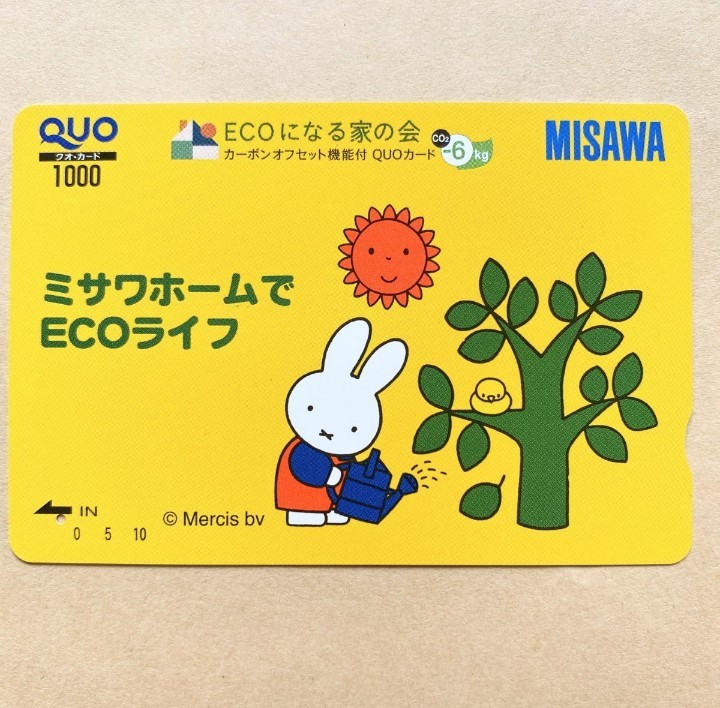 QUO
クオ・カード
1000
ECOになる家の会
カーボンオフセット機能付 QUOカード
CO2
-6kg
MISAWA
ミサワホームで
ECOライフ
IN
0 5 10
© Mercis bv